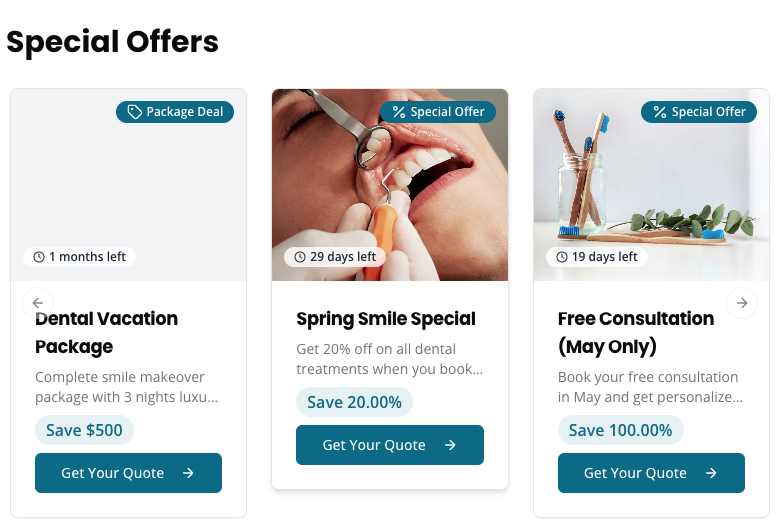 Special Offers
Package Deal
1 months left
Dental Vacation
Package
Complete smile makeover
package with 3 nights luxu...
Save $500
Get Your Quote
Special Offer
29 days left
Spring Smile Special
Get 20% off on all dental
treatments when you book...
Save 20.00%
Get Your Quote
Special Offer
19 days left
Free Consultation
(May Only)
Book your free consultation
in May and get personalize...
Save 100.00%
Get Your Quote